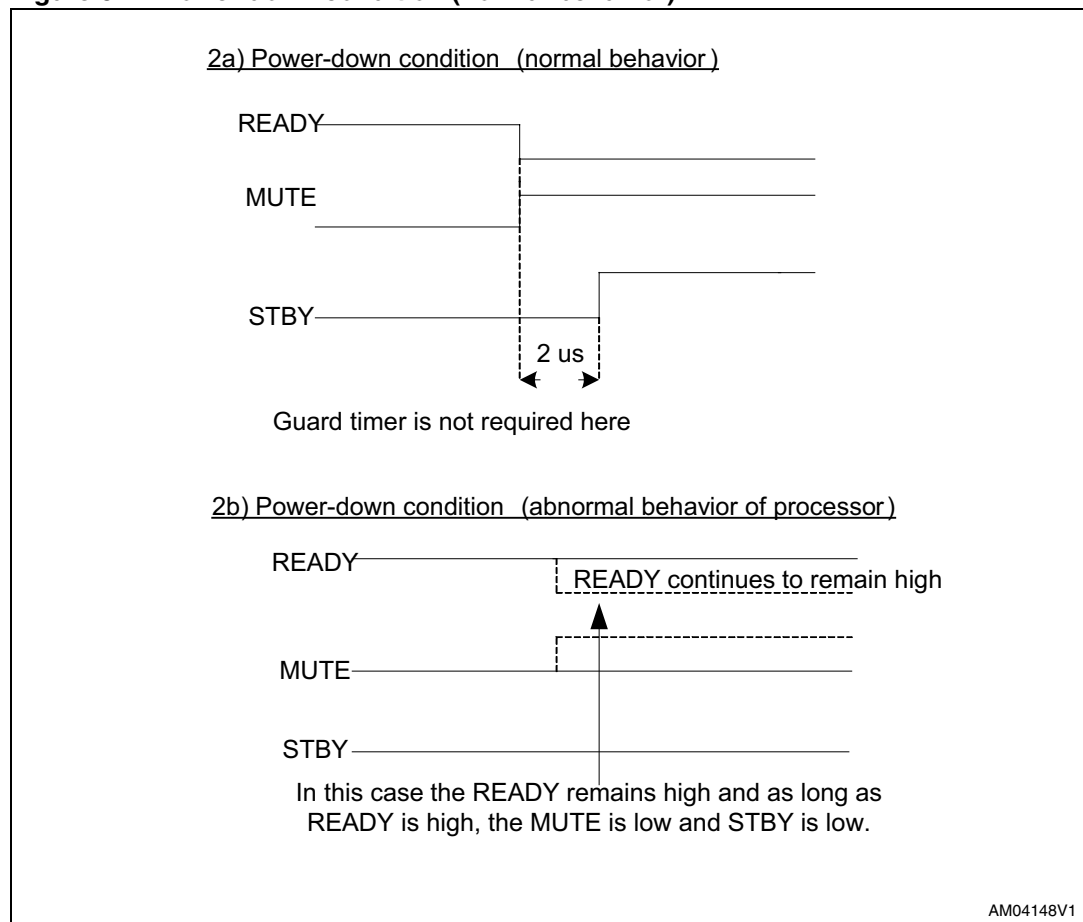 2a) Power-down condition (normal behavior)
READY
MUTE
STBY
2 us
Guard timer is not required here
2b) Power-down condition (abnormal behavior of processor)
READY
READY continues to remain high
MUTE
STBY
In this case the READY remains high and as long as
READY is high, the MUTE is low and STBY is low.
AM04148V1